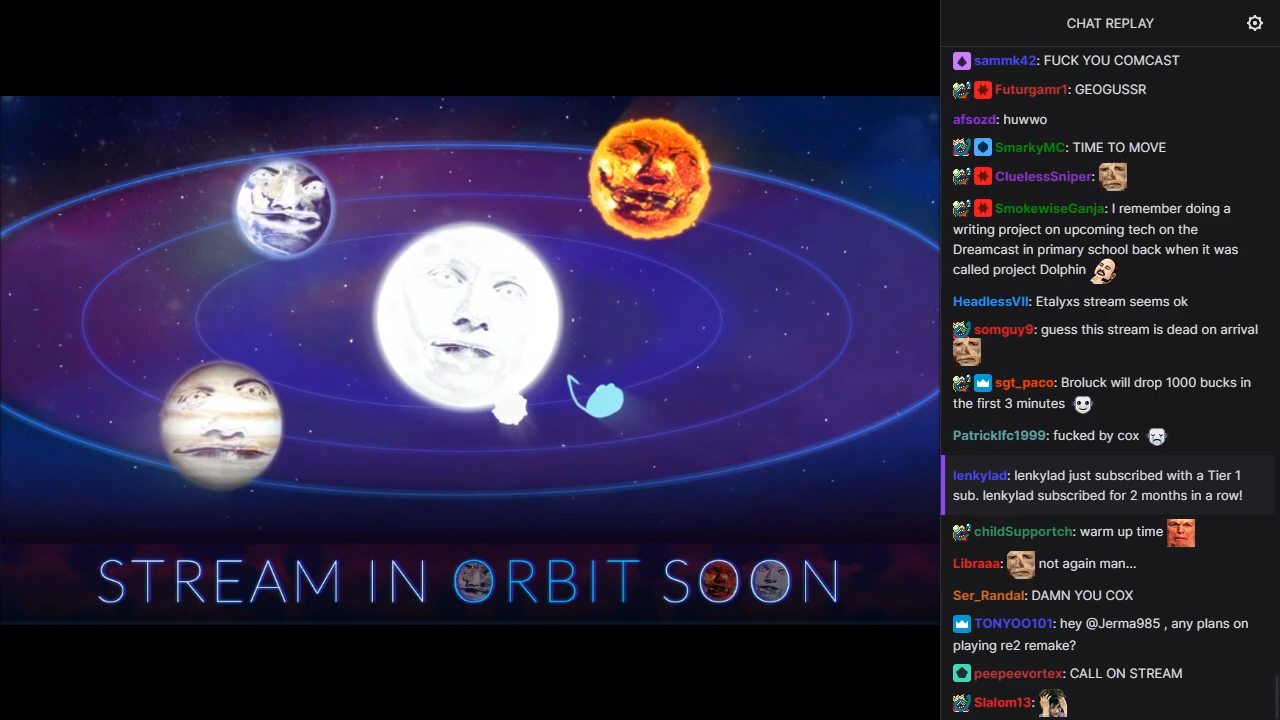 STREAM IN ORBIT SOON
CHAT REPLAY
sammk42: FUCK YOU COMCAST
Futurgamr1: GEOGUSSR
afsozd: huwwo
SmarkyMC: TIME TO MOVE
CluelessSniper:
SmokewiseGanja: I remember doing a
writing project on upcoming tech on the
Dreamcast in primary school back when it was
called project Dolphin
HeadlessVII: Etalyxs stream seems ok
somguy9: guess this stream is dead on arrival
sgt_paco: Broluck will drop 1000 bucks in
the first 3 minutes
Patricklfc1999: fucked by cox
lenkylad: lenkylad just subscribed with a Tier 1
sub. lenkylad subscribed for 2 months in a row!
childSupportch: warm up time
Libraaa: not again man...
Ser_Randal: DAMN YOU COX
TONYOO101: hey @Jerma985 , any plans on
playing re2 remake?
peepeevortex: CALL ON STREAM
Slalom13: